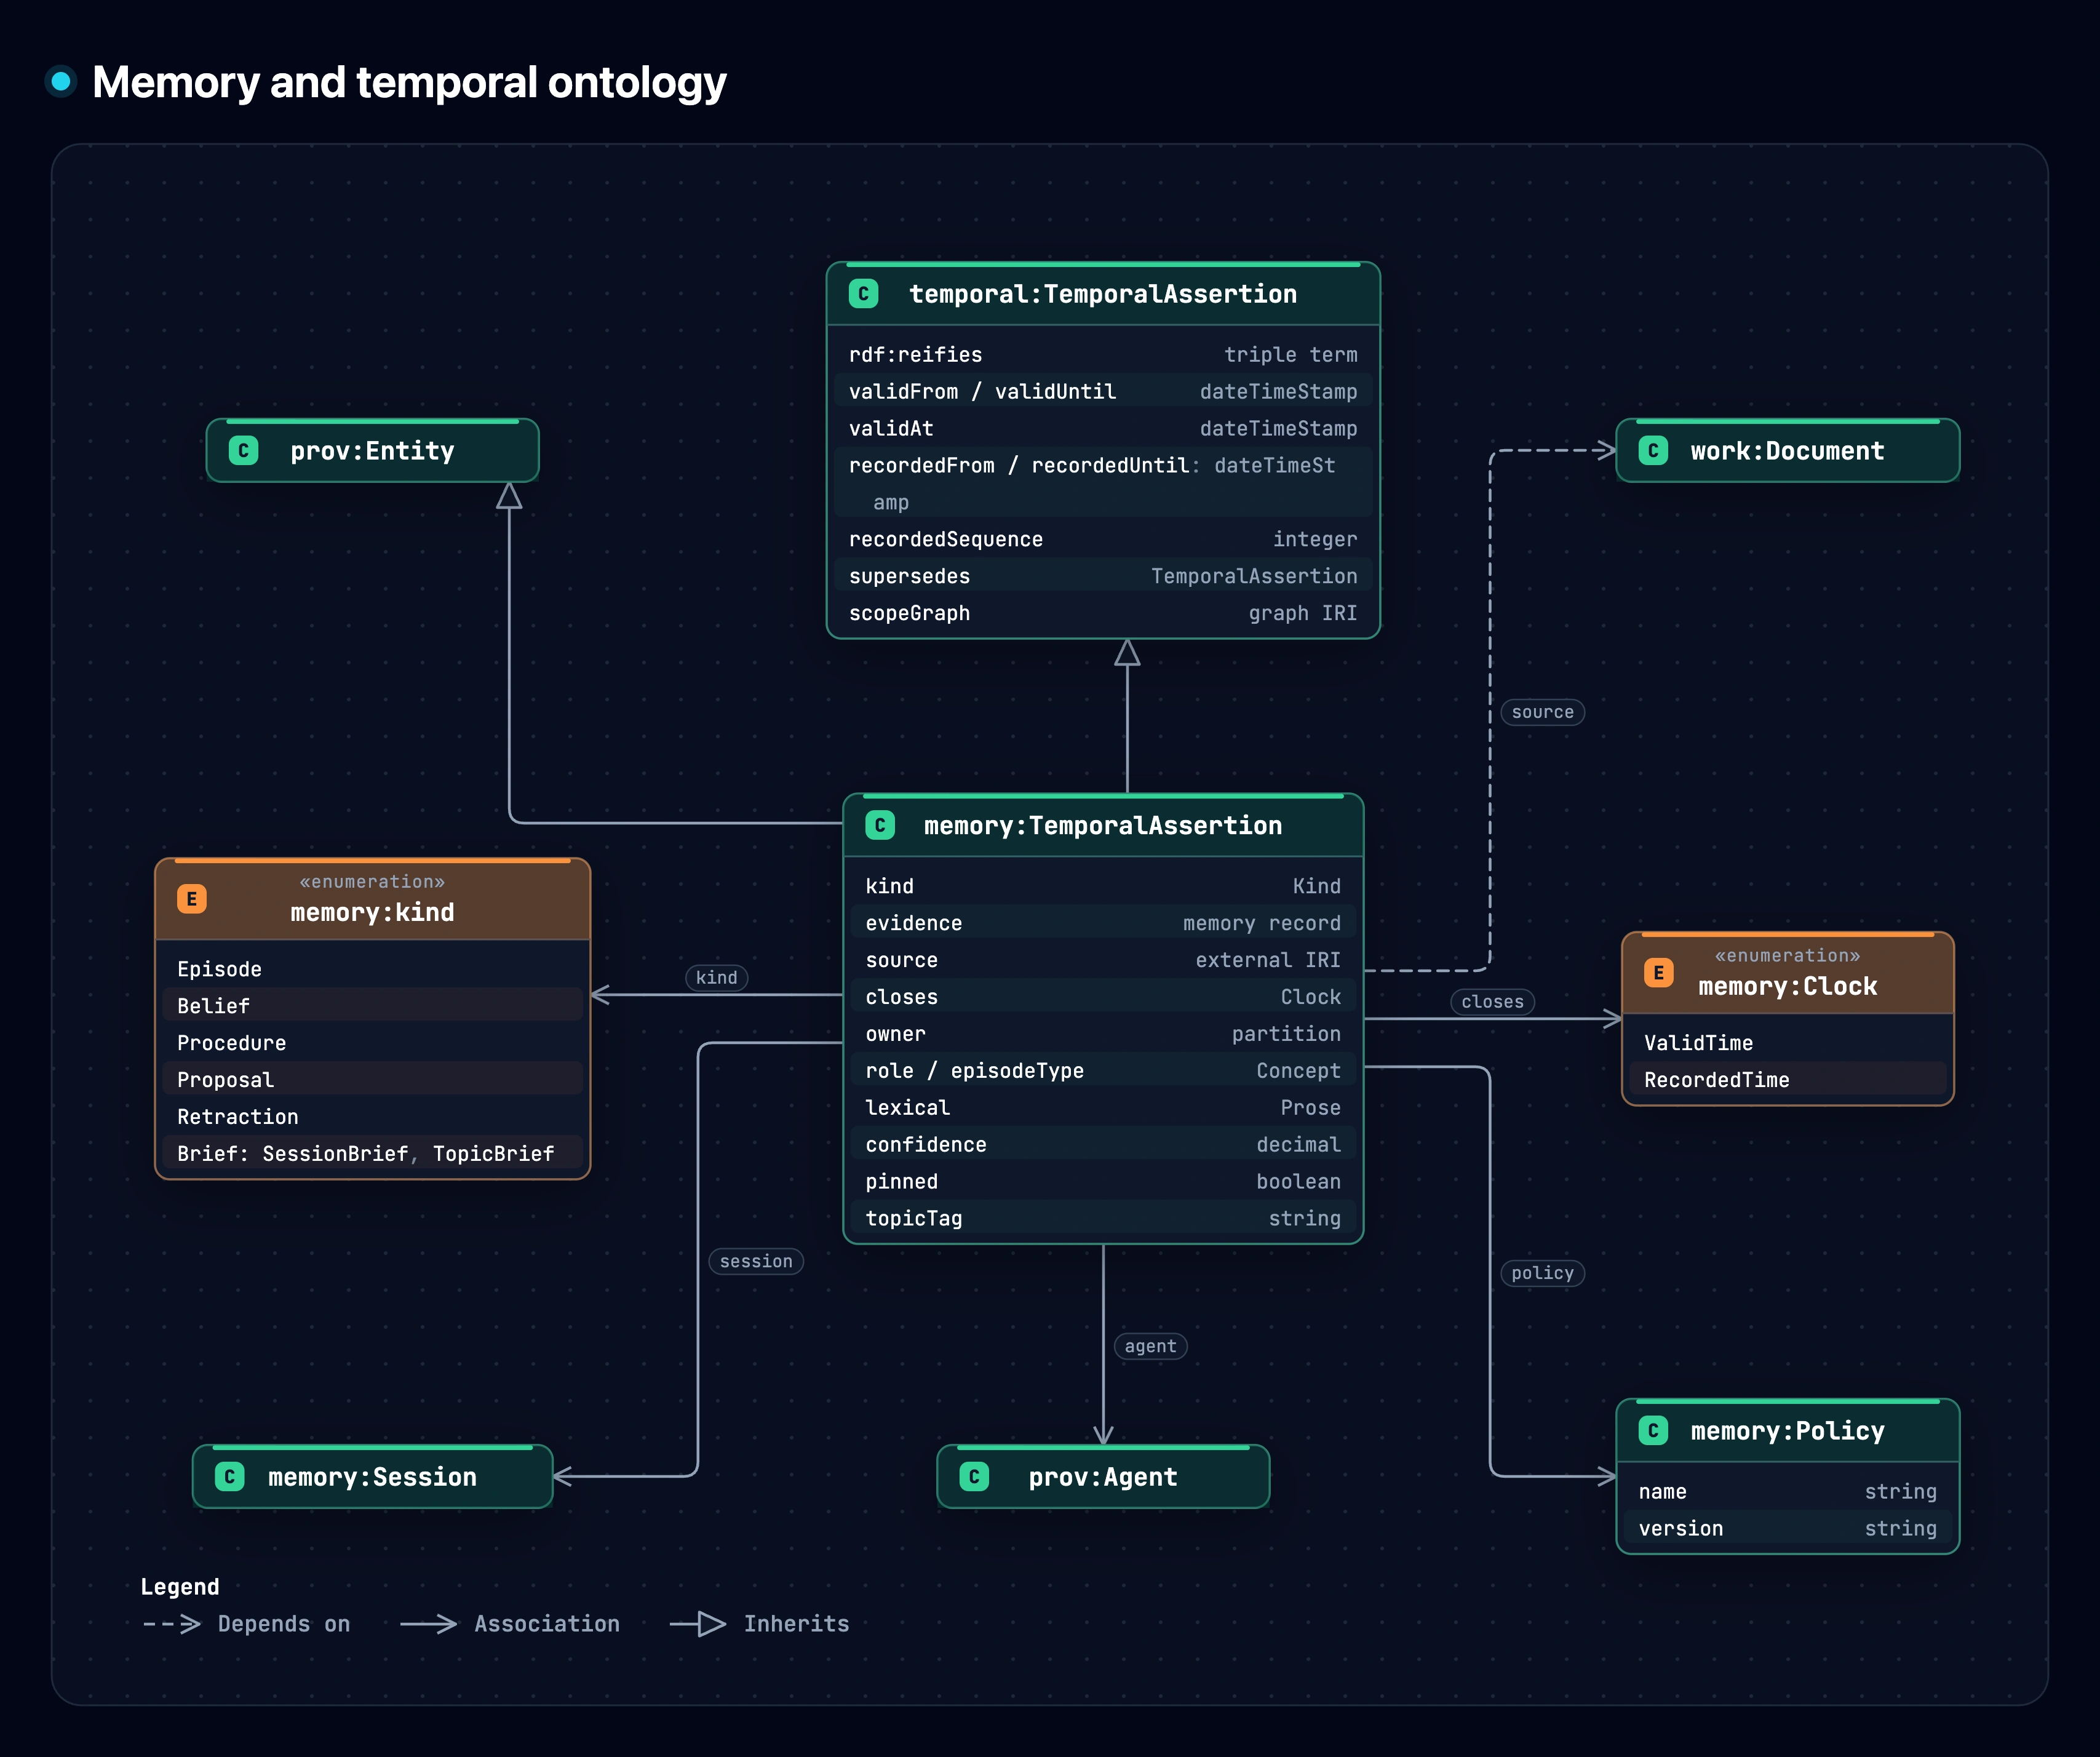 Memory and temporal ontology
C temporal:TemporalAssertion
rdf:reifies triple term
validFrom / validUntil dateTimeStamp
validAt dateTimeStamp
recordedFrom / recordedUntil: dateTimeSt
amp
recordedSequence integer
supersedes TemporalAssertion
scopeGraph graph IRI
C prov:Entity
C work:Document
source
C memory:TemporalAssertion
kind Kind
evidence memory record
source external IRI
closes Clock
owner partition
role / episodeType Concept
lexical Prose
confidence decimal
pinned boolean
topicTag string
«enumeration»
E memory:kind
Episode
Belief
Procedure
Proposal
Retraction
Brief: SessionBrief, TopicBrief
kind
closes
«enumeration»
E memory:Clock
ValidTime
RecordedTime
session
agent
policy
C memory:Session
C prov:Agent
C memory:Policy
name string
version string
Legend
Depends on
Association
Inherits